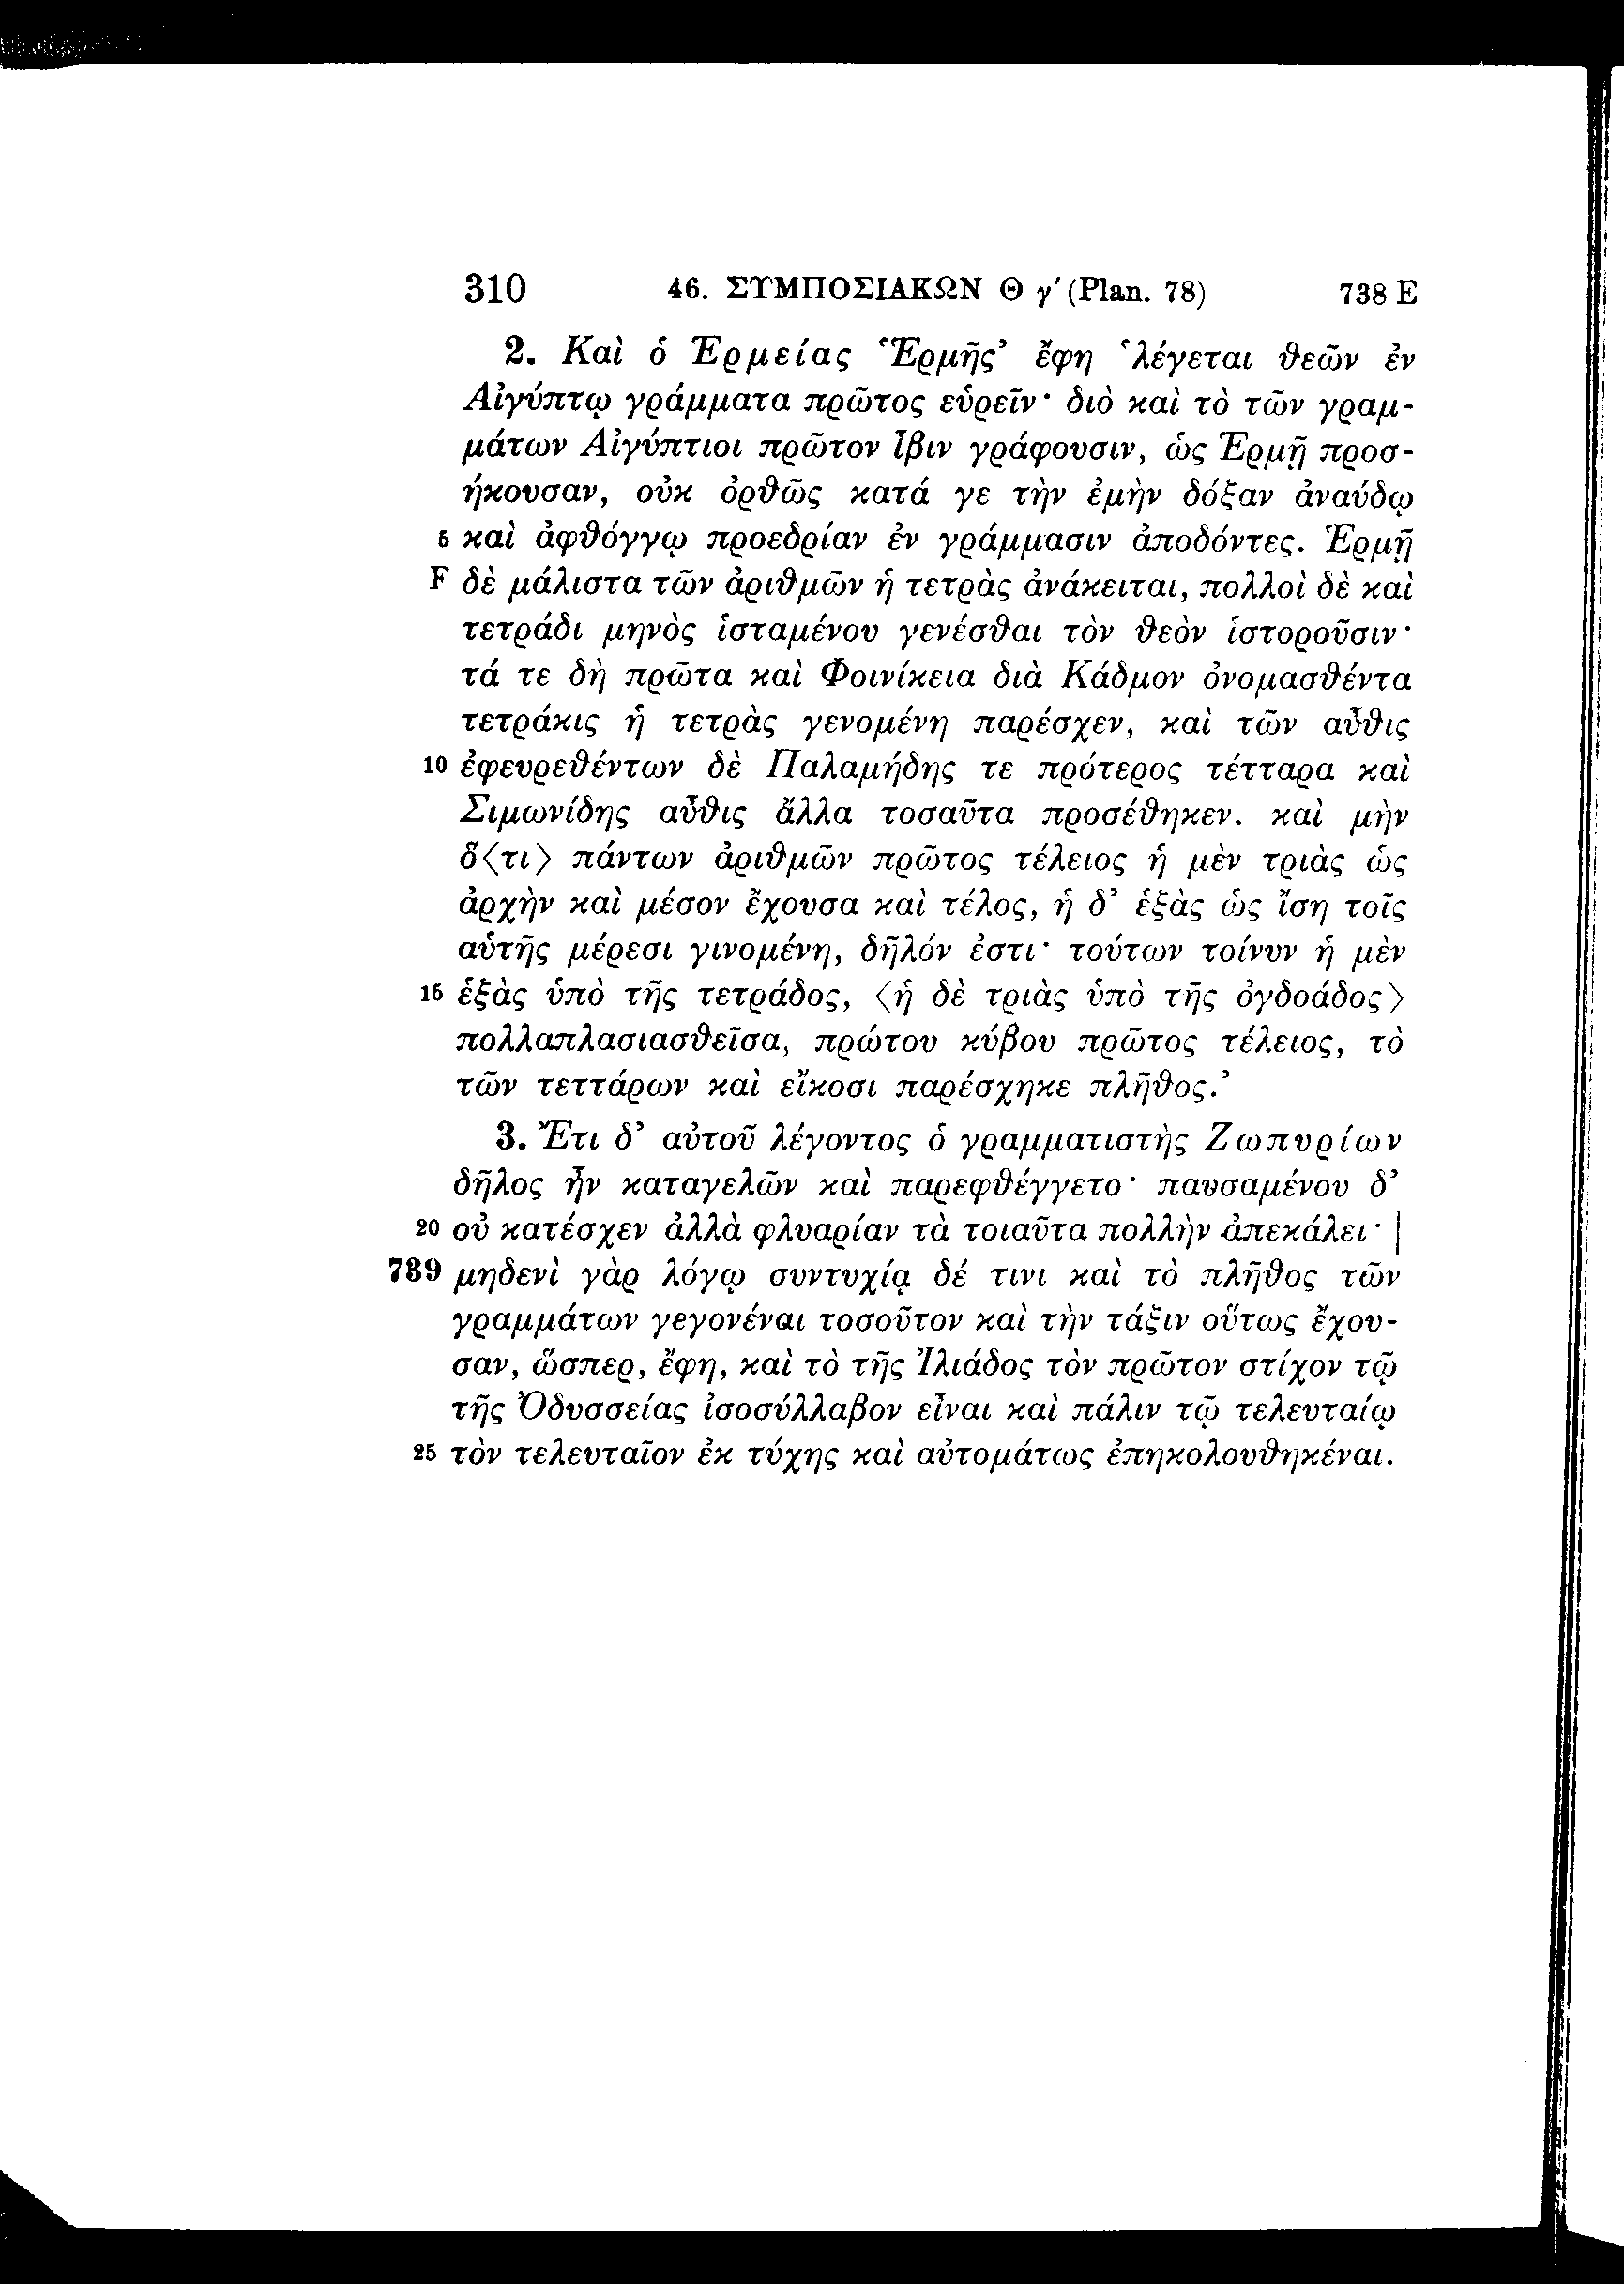 310 46. ΣΥΜΠΟΣΙΑΚΩΝ Θ γ´ (Plan. 78) 738 E
2. Καὶ ὁ Ἑρμείας ‘Ἑρμῆς’ ἔφη ‘λέγεται θεῶν ἐν
Αἰγύπτῳ γράμματα πρῶτος εὑρεῖν· διὸ καὶ τὸ τῶν γραμ-
μάτων Αἰγύπτιοι πρῶτον ἶβιν γράφουσιν, ὡς Ἑρμῇ προσ-
ήκουσαν, οὐκ ὀρθῶς κατά γε τὴν ἐμὴν δόξαν ἀναύδῳ
5 καὶ ἀφθόγγῳ προεδρίαν ἐν γράμμασιν ἀποδόντες. Ἑρμῇ
F δὲ μάλιστα τῶν ἀριθμῶν ἡ τετρὰς ἀνάκειται, πολλοὶ δὲ καὶ
τετράδι μηνὸς ἱσταμένου γενέσθαι τὸν θεὸν ἱστοροῦσιν·
τά τε δὴ πρῶτα καὶ Φοινίκεια διὰ Κάδμον ὀνομασθέντα
τετράκις ἡ τετρὰς γενομένη παρέσχεν, καὶ τῶν αὖθις
10 ἐφευρεθέντων δὲ Παλαμήδης τε πρότερος τέτταρα καὶ
Σιμωνίδης αὖθις ἄλλα τοσαῦτα προσέθηκεν. καὶ μὴν
ὅ⟨τι⟩ πάντων ἀριθμῶν πρῶτος τέλειος ἡ μὲν τριὰς ὡς
ἀρχὴν καὶ μέσον ἔχουσα καὶ τέλος, ἡ δ’ ἑξὰς ὡς ἴση τοῖς
αὑτῆς μέρεσι γινομένη, δῆλόν ἐστι· τούτων τοίνυν ἡ μὲν
15 ἑξὰς ὑπὸ τῆς τετράδος, ⟨ἡ δὲ τριὰς ὑπὸ τῆς ὀγδοάδος⟩
πολλαπλασιασθεῖσα, πρώτου κύβου πρῶτος τέλειος, τὸ
τῶν τεττάρων καὶ εἴκοσι παρέσχηκε πλῆθος.’
3. Ἔτι δ’ αὐτοῦ λέγοντος ὁ γραμματιστὴς Ζωπυρίων
δῆλος ἦν καταγελῶν καὶ παρεφθέγγετο· παυσαμένου δ’
20 οὐ κατέσχεν ἀλλὰ φλυαρίαν τὰ τοιαῦτα πολλὴν ἀπεκάλει· |
739 μηδενὶ γὰρ λόγῳ συντυχίᾳ δέ τινι καὶ τὸ πλῆθος τῶν
γραμμάτων γεγονέναι τοσοῦτον καὶ τὴν τάξιν οὕτως ἔχου-
σαν, ὥσπερ, ἔφη, καὶ τὸ τῆς Ἰλιάδος τὸν πρῶτον στίχον τῷ
τῆς Ὀδυσσείας ἰσοσύλλαβον εἶναι καὶ πάλιν τῷ τελευταίῳ
25 τὸν τελευταῖον ἐκ τύχης καὶ αὐτομάτως ἐπηκολουθηκέναι.